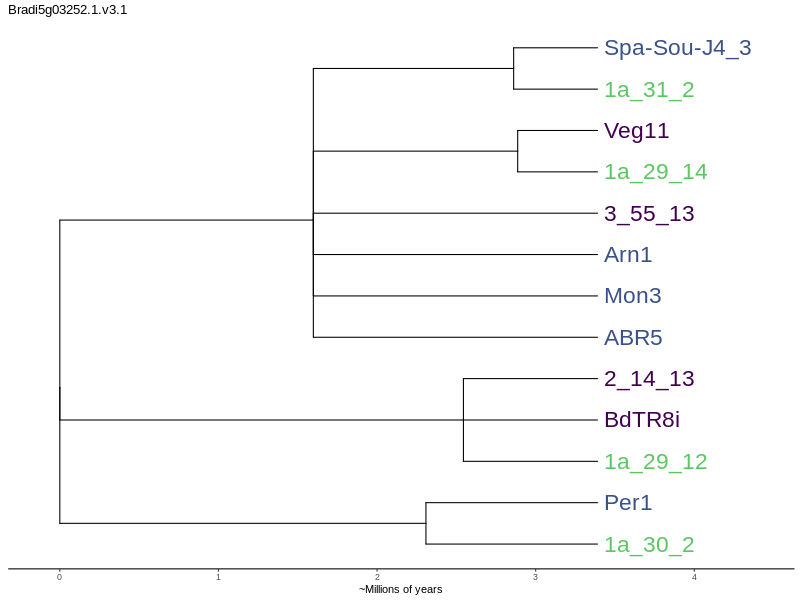 Bradi5g03252.1.v3.1
Spa-Sou-J4_3
1a_31_2
Veg11
1a_29_14
3_55_13
Arn1
Mon3
ABR5
2_14_13
BdTR8i
1a_29_12
Per1
1a_30_2
0 1 2 3 4
~Millions of years